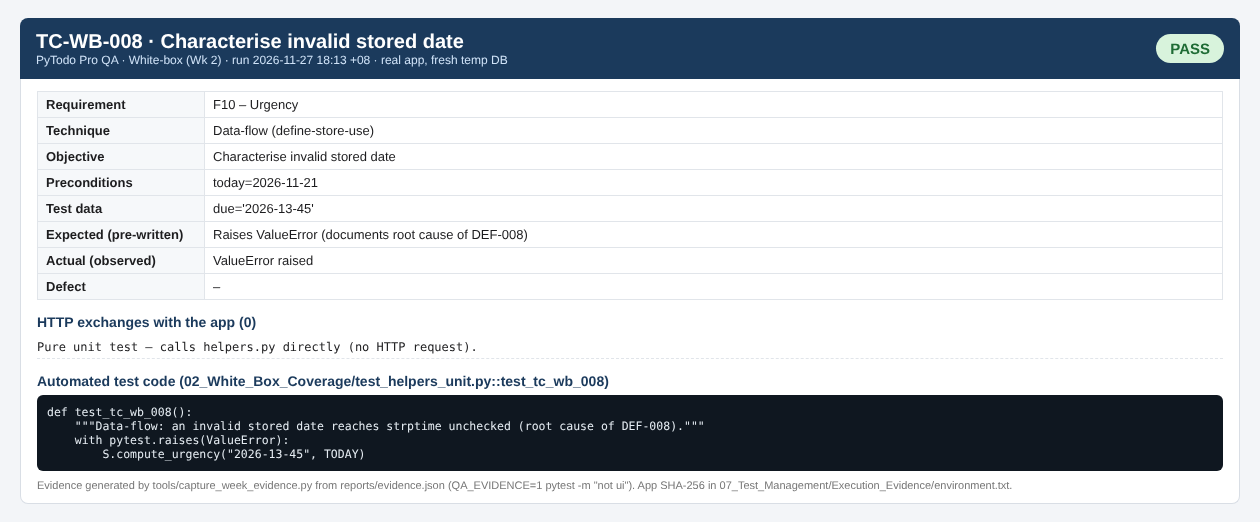 TC-WB-008 · Characterise invalid stored date
PyTodo Pro QA · White-box (Wk 2) · run 2026-11-27 18:13 +08 · real app, fresh temp DB
PASS
Requirement F10 – Urgency
Technique Data-flow (define-store-use)
Objective Characterise invalid stored date
Preconditions today=2026-11-21
Test data due='2026-13-45'
Expected (pre-written) Raises ValueError (documents root cause of DEF-008)
Actual (observed) ValueError raised
Defect –
HTTP exchanges with the app (0)
Pure unit test — calls helpers.py directly (no HTTP request).
Automated test code (02_White_Box_Coverage/test_helpers_unit.py::test_tc_wb_008)
def test_tc_wb_008():
    """Data-flow: an invalid stored date reaches strptime unchecked (root cause of DEF-008)."""
    with pytest.raises(ValueError):
        S.compute_urgency("2026-13-45", TODAY)
Evidence generated by tools/capture_week_evidence.py from reports/evidence.json (QA_EVIDENCE=1 pytest -m "not ui"). App SHA-256 in 07_Test_Management/Execution_Evidence/environment.txt.